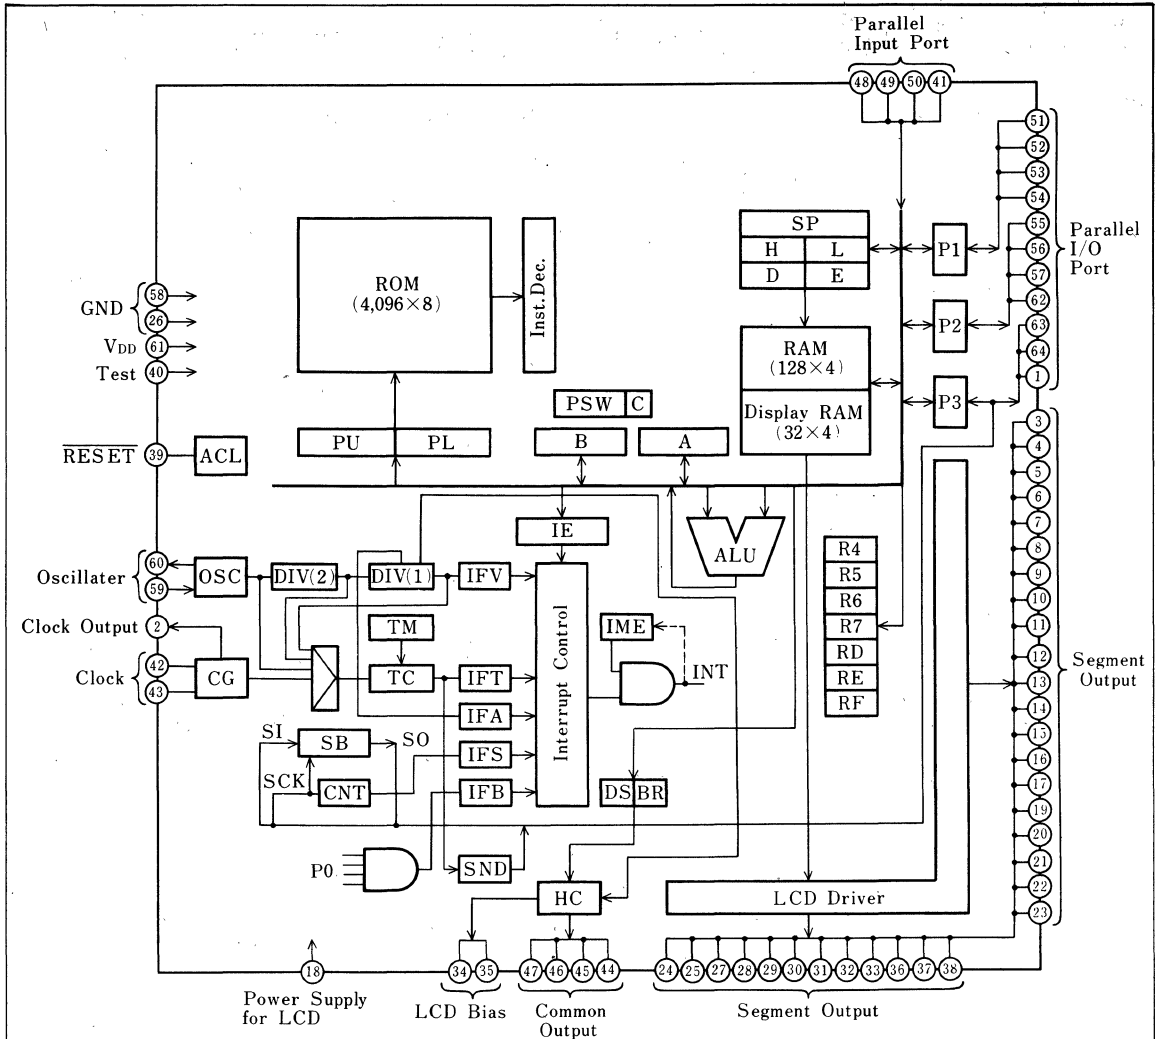 Parallel
Input Port
48 49 50 41
51
52
53
54
55
56
57
62
63
64
1
Parallel
I/O
Port
SP
H L
D E
P1
P2
P3
ROM
(4,096×8)
Inst.Dec.
RAM
(128×4)
Display RAM
(32×4)
PSW C
PU PL
B
A
GND
58
26
VDD 61
Test 40
RESET 39
ACL
IE
ALU
Oscillater
60
59
OSC
DIV(2)
DIV(1)
IFV
Clock Output 2
Clock
42
43
CG
TM
TC
IFT
IFA
IFS
IFB
Interrupt Control
IME
INT
R4
R5
R6
R7
RD
RE
RF
SI
SB
SO
SCK
CNT
DS BR
P0
SND
HC
LCD Driver
3
4
5
6
7
8
9
10
11
12
13
14
15
16
17
19
20
21
22
23
Segment
Output
18
34 35
47 46 45 44
24 25 27 28 29 30 31 32 33 36 37 38
Power Supply
for LCD
LCD Bias
Common
Output
Segment Output